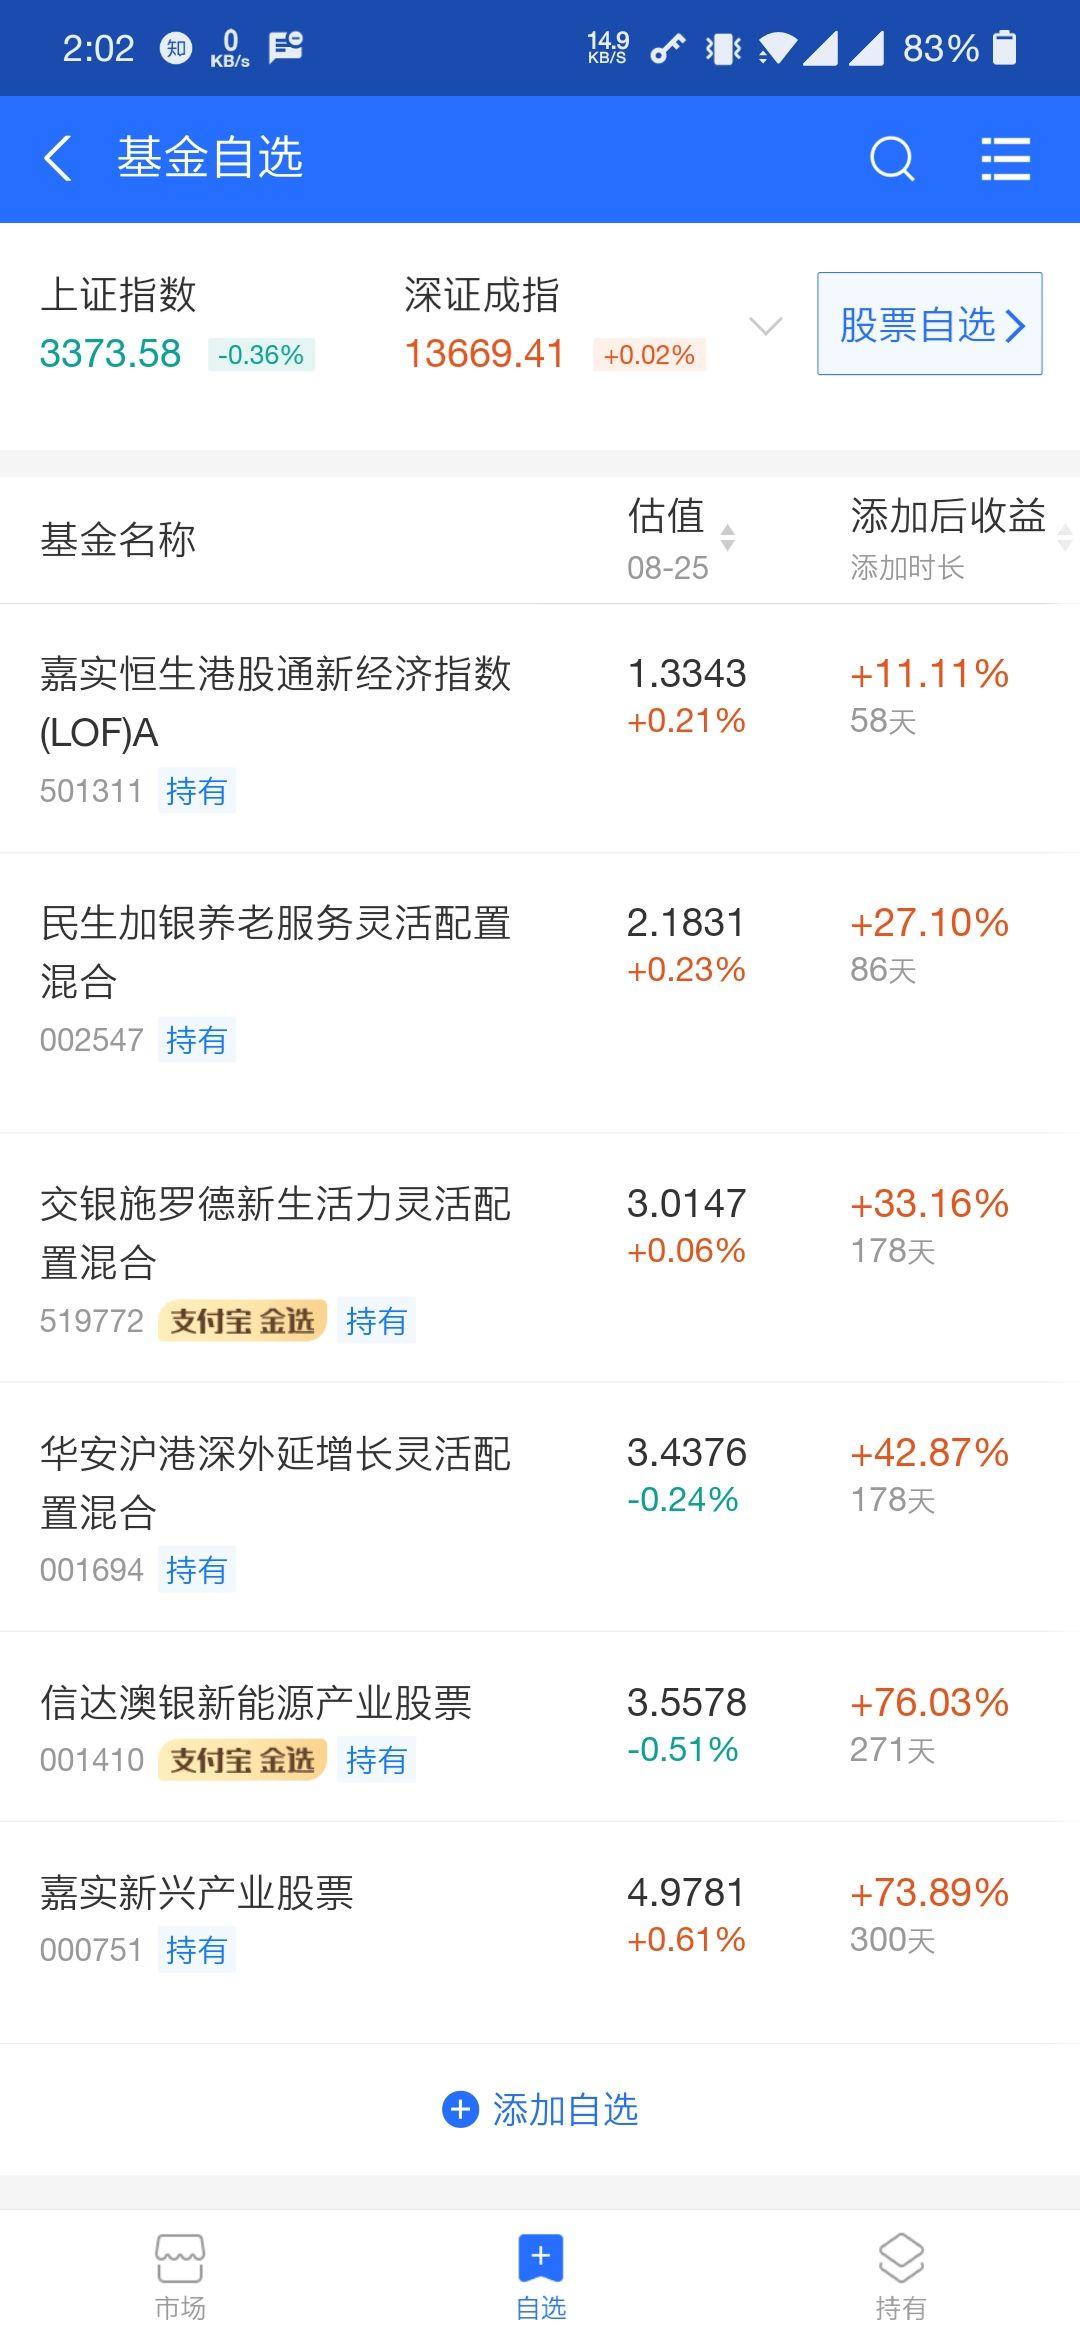 2:02 知 0 KB/s 14.9 KB/S 83%
基金自选
上证指数 深证成指
3373.58 -0.36% 13669.41 +0.02% 股票自选
基金名称 估值 添加后收益
08-25 添加时长
嘉实恒生港股通新经济指数 1.3343 +11.11%
(LOF)A +0.21% 58天
501311 持有
民生加银养老服务灵活配置 2.1831 +27.10%
混合 +0.23% 86天
002547 持有
交银施罗德新生活力灵活配 3.0147 +33.16%
置混合 +0.06% 178天
519772 支付宝 金选 持有
华安沪港深外延增长灵活配 3.4376 +42.87%
置混合 -0.24% 178天
001694 持有
信达澳银新能源产业股票 3.5578 +76.03%
001410 支付宝 金选 持有 -0.51% 271天
嘉实新兴产业股票 4.9781 +73.89%
000751 持有 +0.61% 300天
添加自选
市场 自选 持有